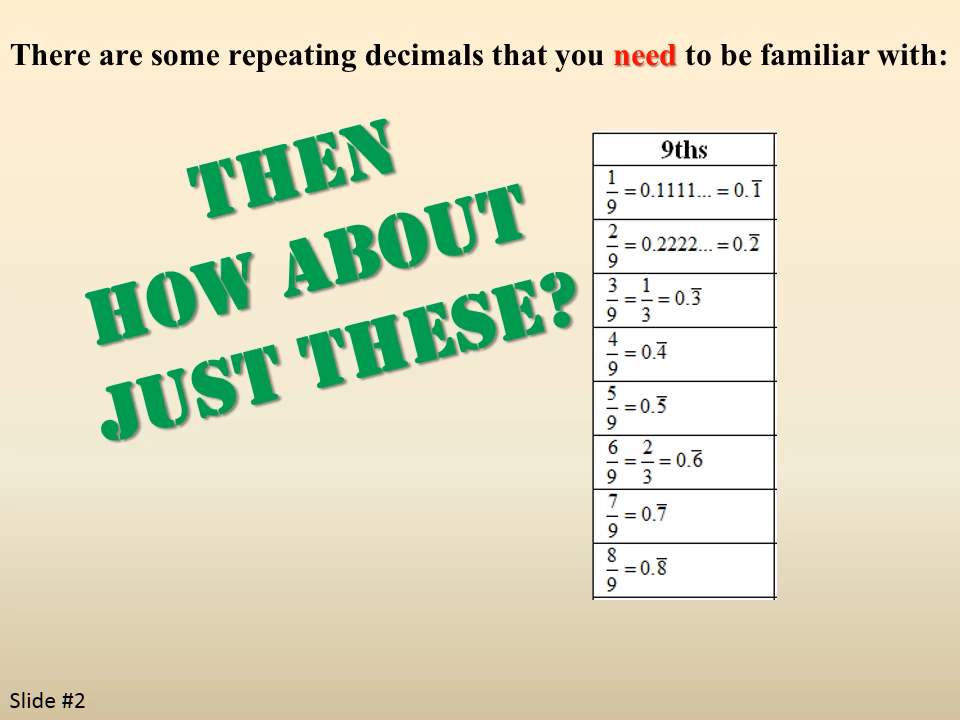 There are some repeating decimals that you need to be familiar with:
THEN
HOW ABOUT
JUST THESE?
9ths
1/9 = 0.1111... = 0.1̅
2/9 = 0.2222... = 0.2̅
3/9 = 1/3 = 0.3̅
4/9 = 0.4̅
5/9 = 0.5̅
6/9 = 2/3 = 0.6̅
7/9 = 0.7̅
8/9 = 0.8̅
Slide #2